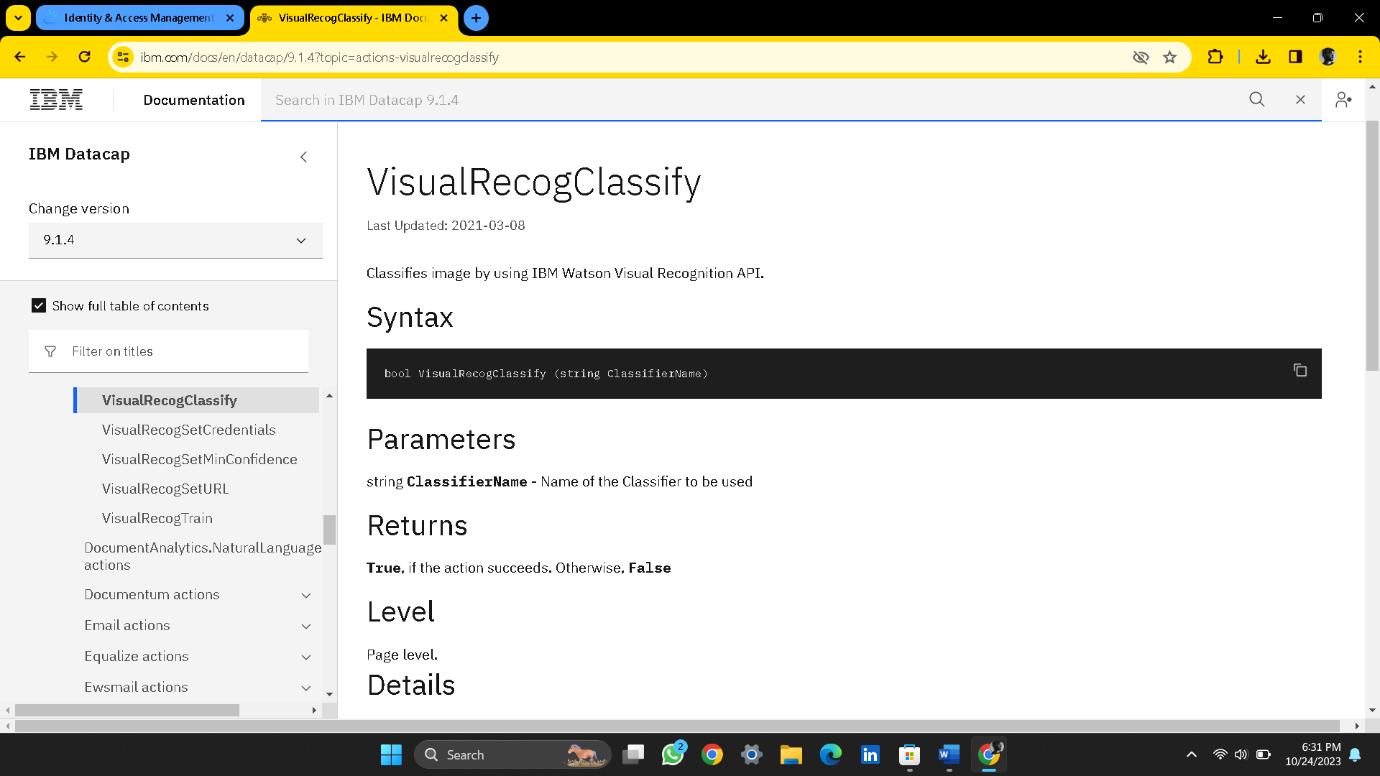 Identity & Access Management
VisualRecogClassify - IBM Docu
ibm.com/docs/en/datacap/9.1.4?topic=actions-visualrecogclassify
IBM
Documentation
Search in IBM Datacap 9.1.4
IBM Datacap
Change version
9.1.4
Show full table of contents
Filter on titles
VisualRecogClassify
VisualRecogSetCredentials
VisualRecogSetMinConfidence
VisualRecogSetURL
VisualRecogTrain
DocumentAnalytics.NaturalLanguage
actions
Documentum actions
Email actions
Equalize actions
Ewsmail actions
VisualRecogClassify
Last Updated: 2021-03-08
Classifies image by using IBM Watson Visual Recognition API.
Syntax
bool VisualRecogClassify (string ClassifierName)
Parameters
string ClassifierName - Name of the Classifier to be used
Returns
True, if the action succeeds. Otherwise, False
Level
Page level.
Details
Search
2
6:31 PM
10/24/2023